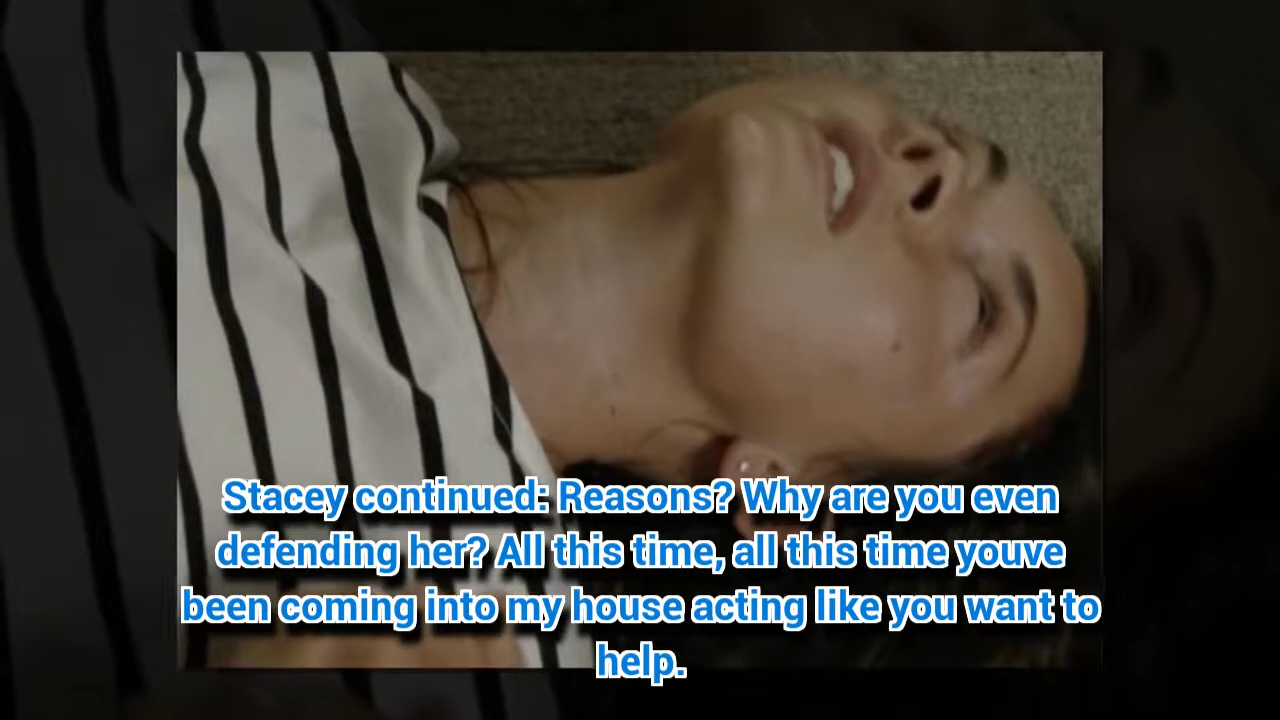 Stacey continued: Reasons? Why are you even
defending her? All this time, all this time youve
been coming into my house acting like you want to
help.